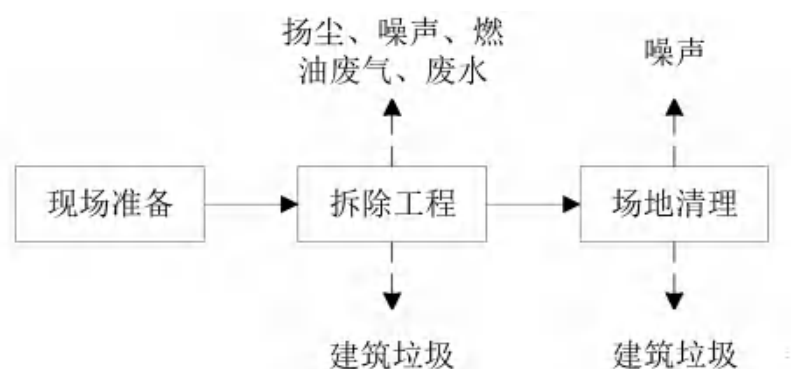 扬尘、噪声、燃
油废气、废水
噪声
现场准备
拆除工程
场地清理
建筑垃圾
建筑垃圾